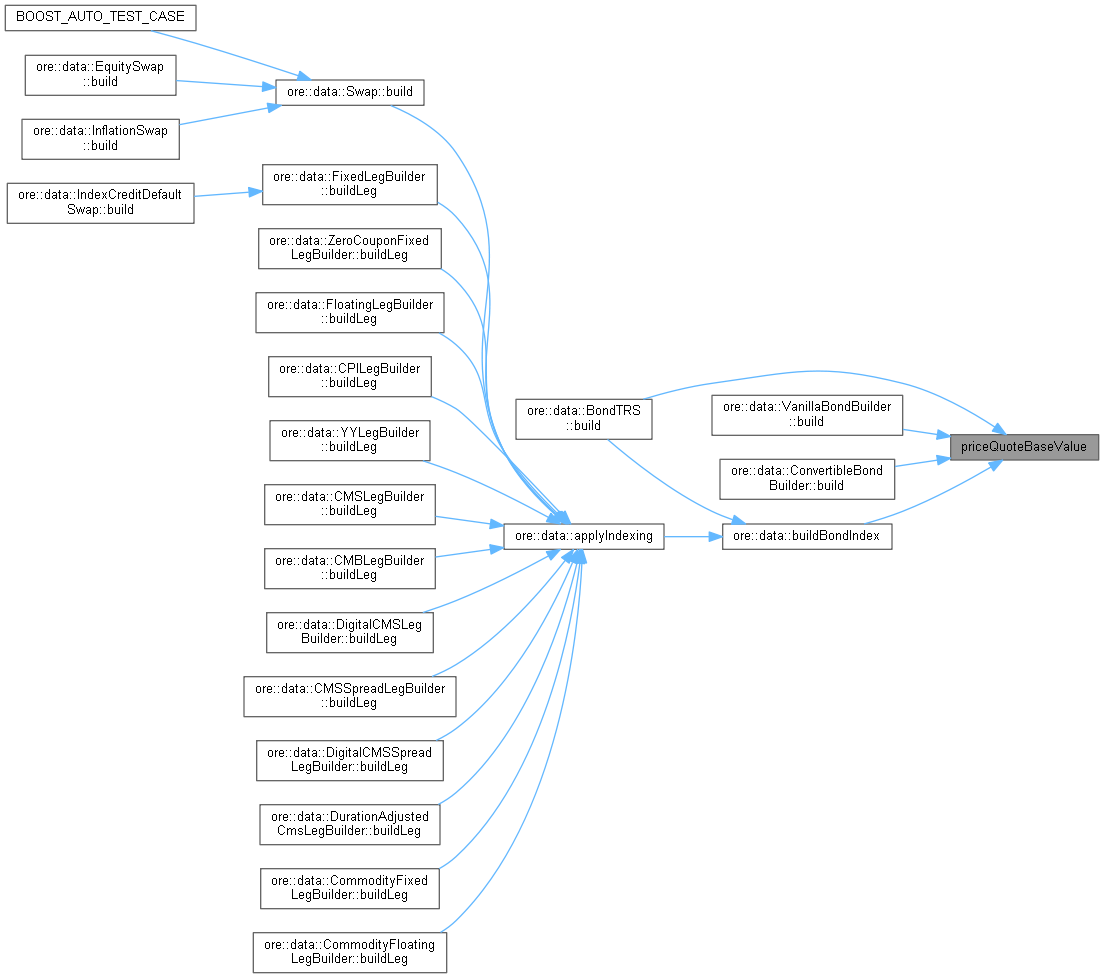 BOOST_AUTO_TEST_CASE
ore::data::EquitySwap
::build
ore::data::Swap::build
ore::data::InflationSwap
::build
ore::data::FixedLegBuilder
::buildLeg
ore::data::IndexCreditDefault
Swap::build
ore::data::ZeroCouponFixed
LegBuilder::buildLeg
ore::data::FloatingLegBuilder
::buildLeg
ore::data::CPILegBuilder
::buildLeg
ore::data::BondTRS
::build
ore::data::VanillaBondBuilder
::build
ore::data::YYLegBuilder
::buildLeg
priceQuoteBaseValue
ore::data::ConvertibleBond
Builder::build
ore::data::CMSLegBuilder
::buildLeg
ore::data::applyIndexing
ore::data::buildBondIndex
ore::data::CMBLegBuilder
::buildLeg
ore::data::DigitalCMSLeg
Builder::buildLeg
ore::data::CMSSpreadLegBuilder
::buildLeg
ore::data::DigitalCMSSpread
LegBuilder::buildLeg
ore::data::DurationAdjusted
CmsLegBuilder::buildLeg
ore::data::CommodityFixed
LegBuilder::buildLeg
ore::data::CommodityFloating
LegBuilder::buildLeg